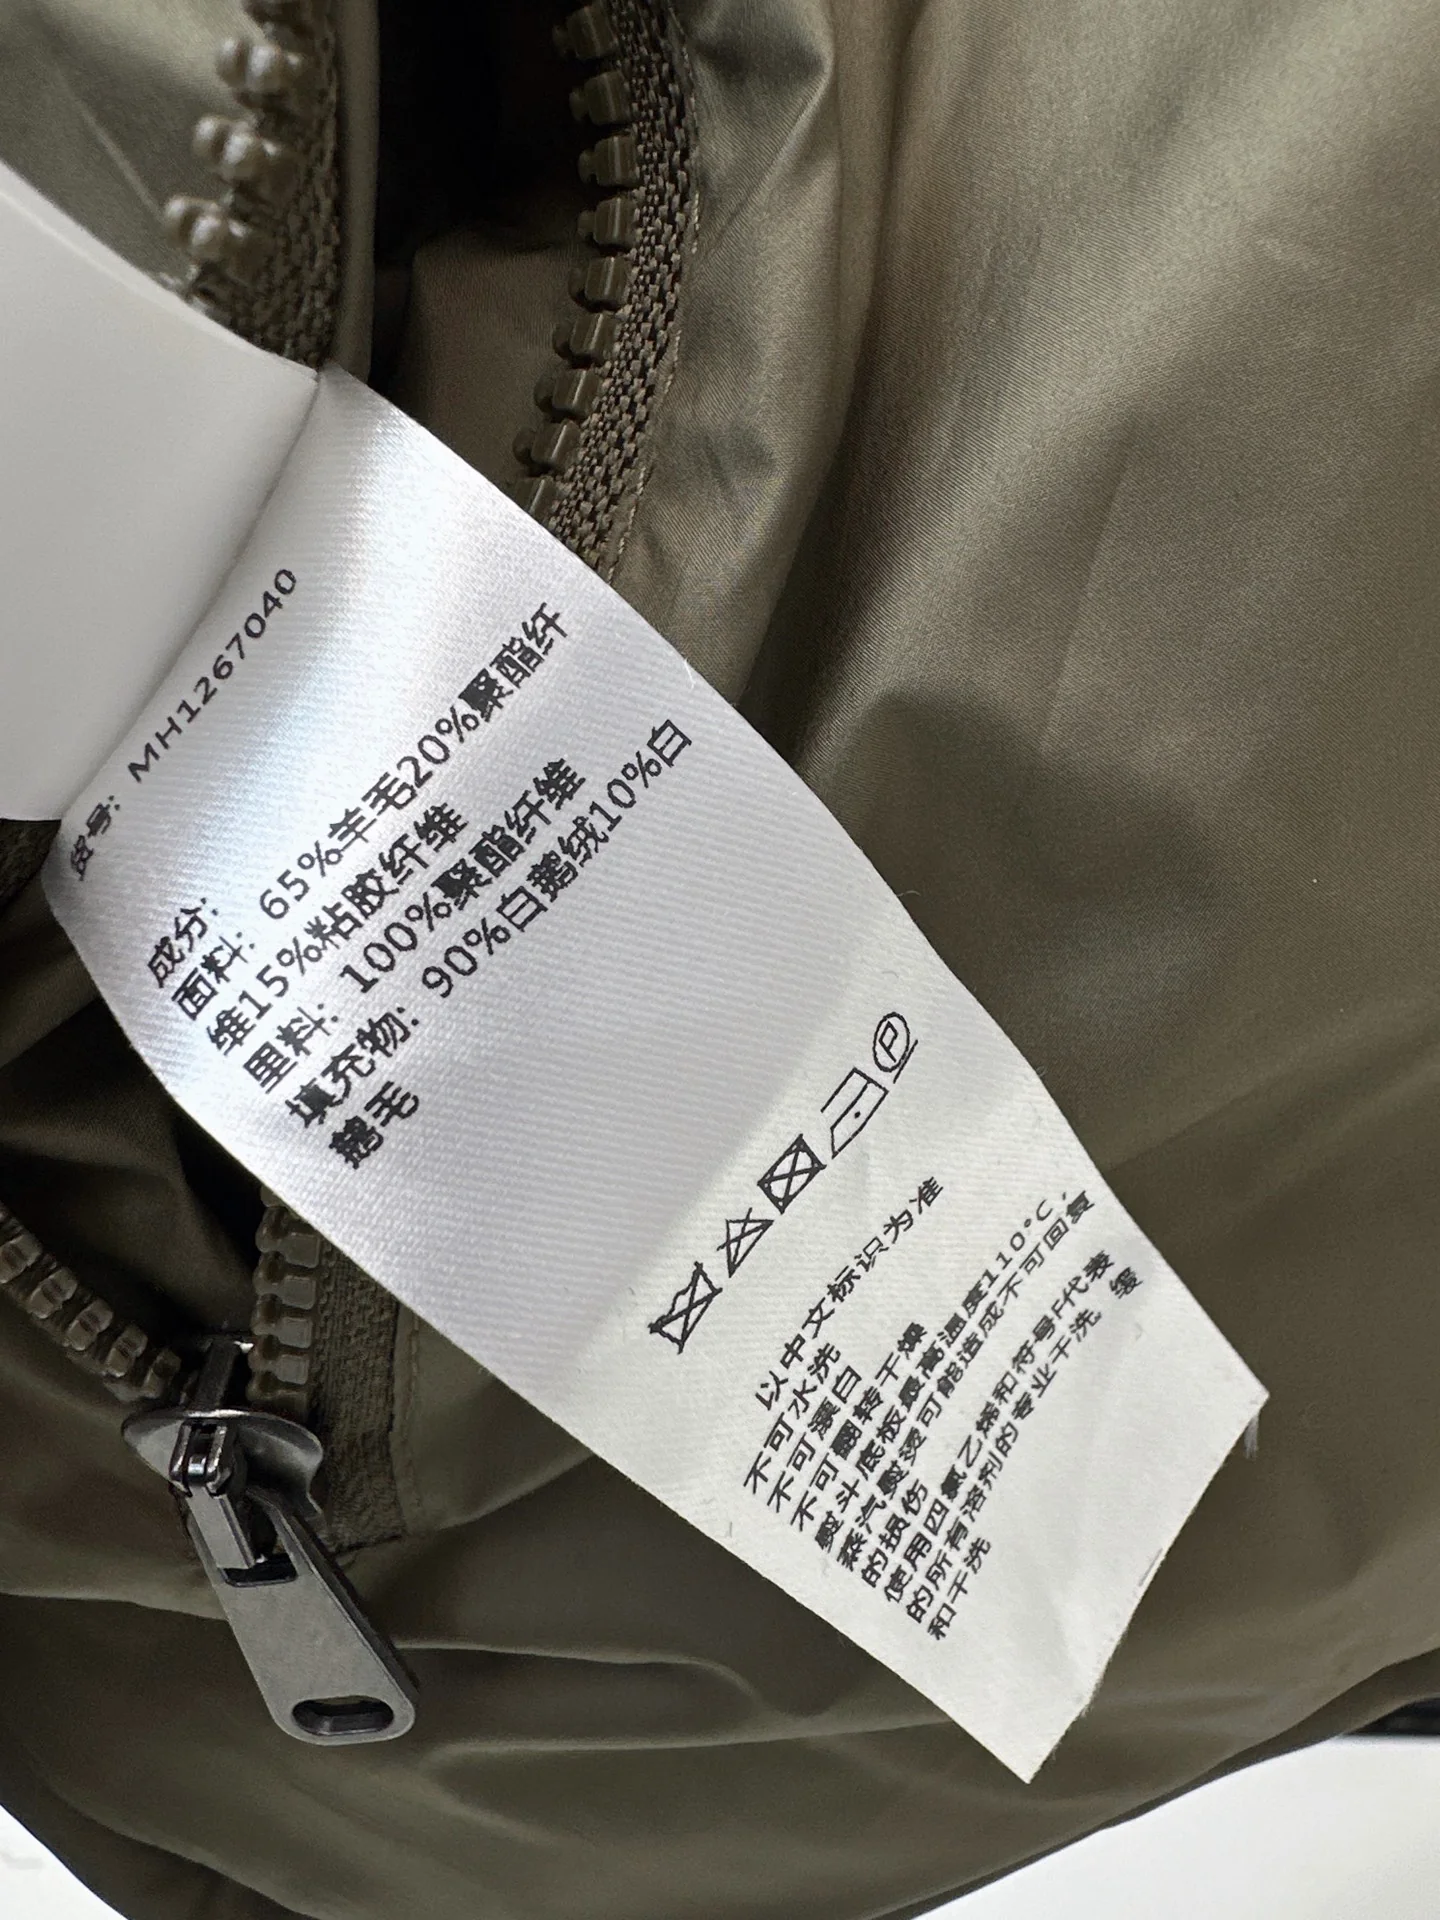 货号: MH1267040
成分:
面料: 65%羊毛20%聚酯纤
维15%粘胶纤维
里料: 100%聚酯纤维
填充物: 90%白鹅绒10%白
鹅毛
P
以中文标识为准
不可水洗
不可漂白
不可翻转干燥
熨斗底板最高温度110°C,
蒸汽熨烫可能造成不可回复
的损伤
使用四氯乙烯和符号F代表
的所有溶剂的专业干洗 缓
和干洗